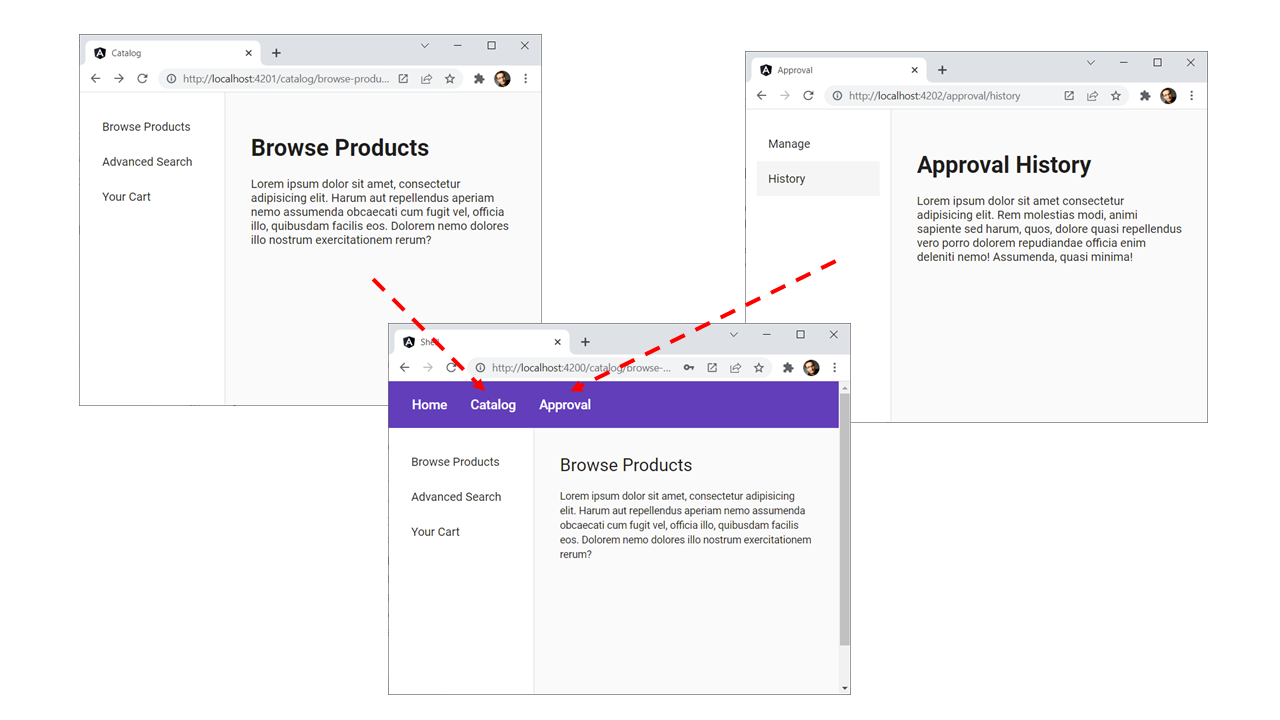 Catalog
http://localhost:4201/catalog/browse-produ...
Browse Products
Advanced Search
Your Cart
Browse Products
Lorem ipsum dolor sit amet, consectetur
adipisicing elit. Harum aut repellendus aperiam
nemo assumenda obcaecati cum fugit vel, officia
illo, quibusdam facilis eos. Dolorem nemo dolores
illo nostrum exercitationem rerum?
Approval
http://localhost:4202/approval/history
Manage
History
Approval History
Lorem ipsum dolor sit amet consectetur
adipisicing elit. Rem molestias modi, animi
sapiente sed harum, quos, dolore quasi repellendus
vero porro dolorem repudiandae officia enim
deleniti nemo! Assumenda, quasi minima!
http://localhost:4200/catalog/browse-...
Home Catalog Approval
Browse Products
Advanced Search
Your Cart
Browse Products
Lorem ipsum dolor sit amet, consectetur adipisicing
elit. Harum aut repellendus aperiam nemo assumenda
obcaecati cum fugit vel, officia illo, quibusdam facilis
eos. Dolorem nemo dolores illo nostrum exercitationem
rerum?